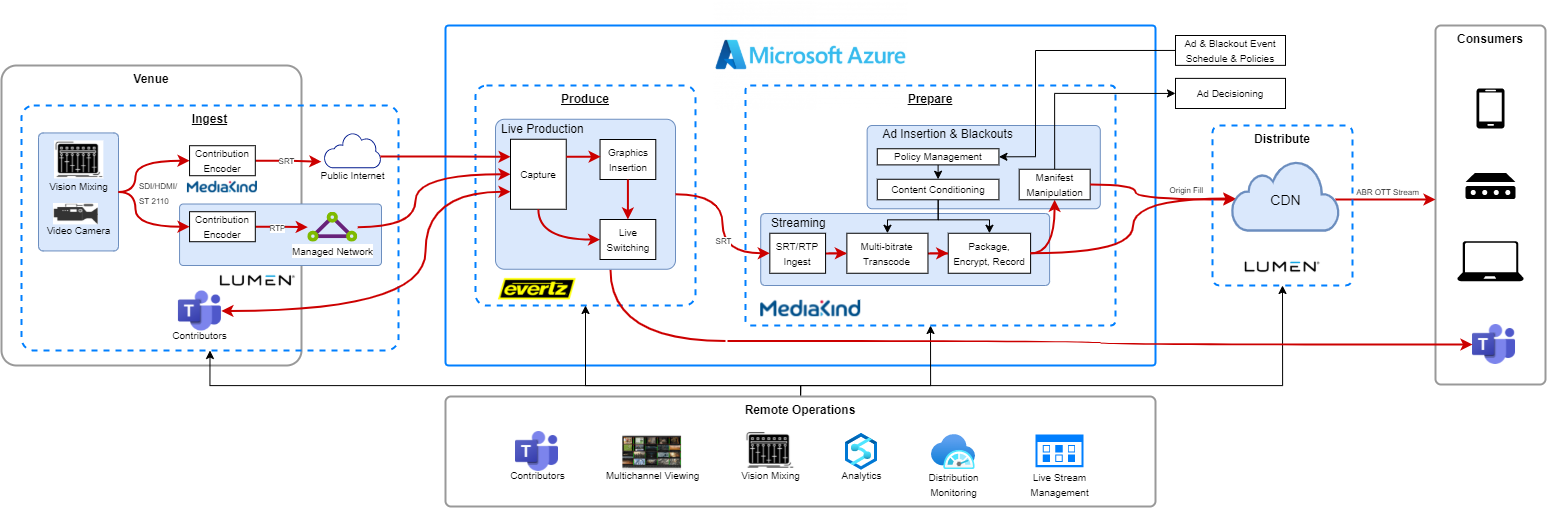 Microsoft Azure
Consumers
Ad & Blackout Event
Schedule & Policies
Ad Decisioning
Venue
Ingest
Vision Mixing
Video Camera
SDI/HDMI/
ST 2110
Contribution
Encoder
SRT
Public Internet
MediaKind
Contribution
Encoder
RTP
Managed Network
LUMEN®
Contributors
Produce
Live Production
Capture
Graphics
Insertion
Live
Switching
evertz
SRT
Prepare
Ad Insertion & Blackouts
Policy Management
Content Conditioning
Manifest
Manipulation
Streaming
SRT/RTP
Ingest
Multi-bitrate
Transcode
Package,
Encrypt, Record
MediaKind
Origin Fill
Distribute
CDN
LUMEN®
ABR OTT Stream
Remote Operations
Contributors
Multichannel Viewing
Vision Mixing
Analytics
Distribution
Monitoring
Live Stream
Management